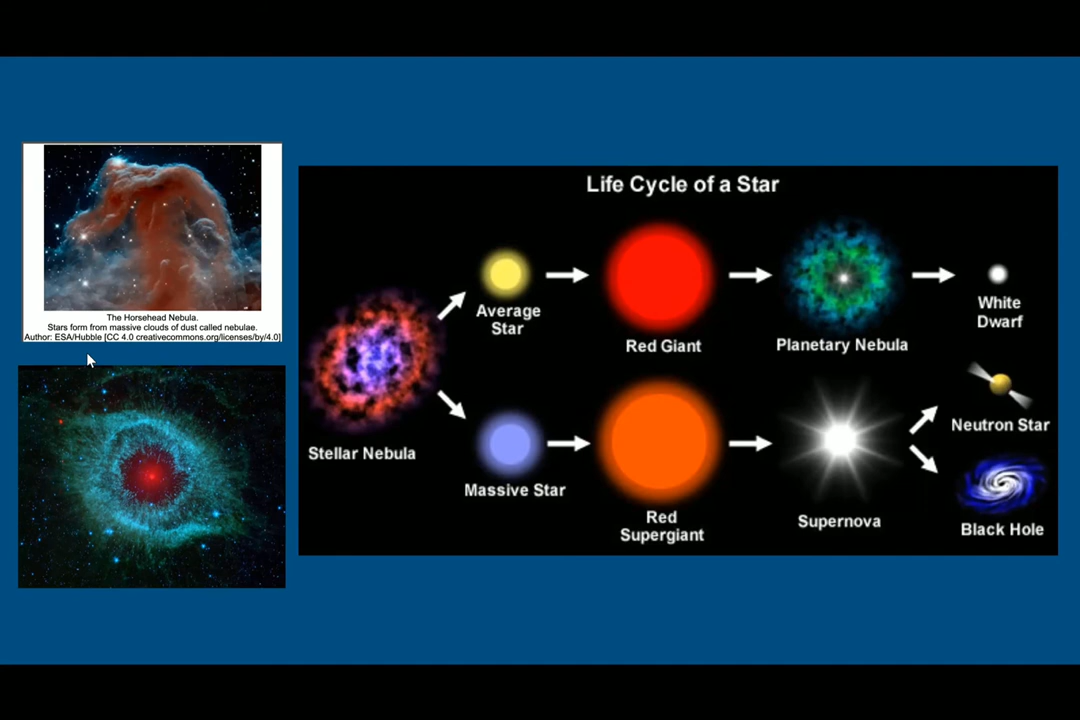 The Horsehead Nebula.
Stars form from massive clouds of dust called nebulae.
Author: ESA/Hubble [CC 4.0 creativecommons.org/licenses/by/4.0]
Life Cycle of a Star
Stellar Nebula
Average
Star
Red Giant
Planetary Nebula
White
Dwarf
Massive Star
Red
Supergiant
Supernova
Neutron Star
Black Hole